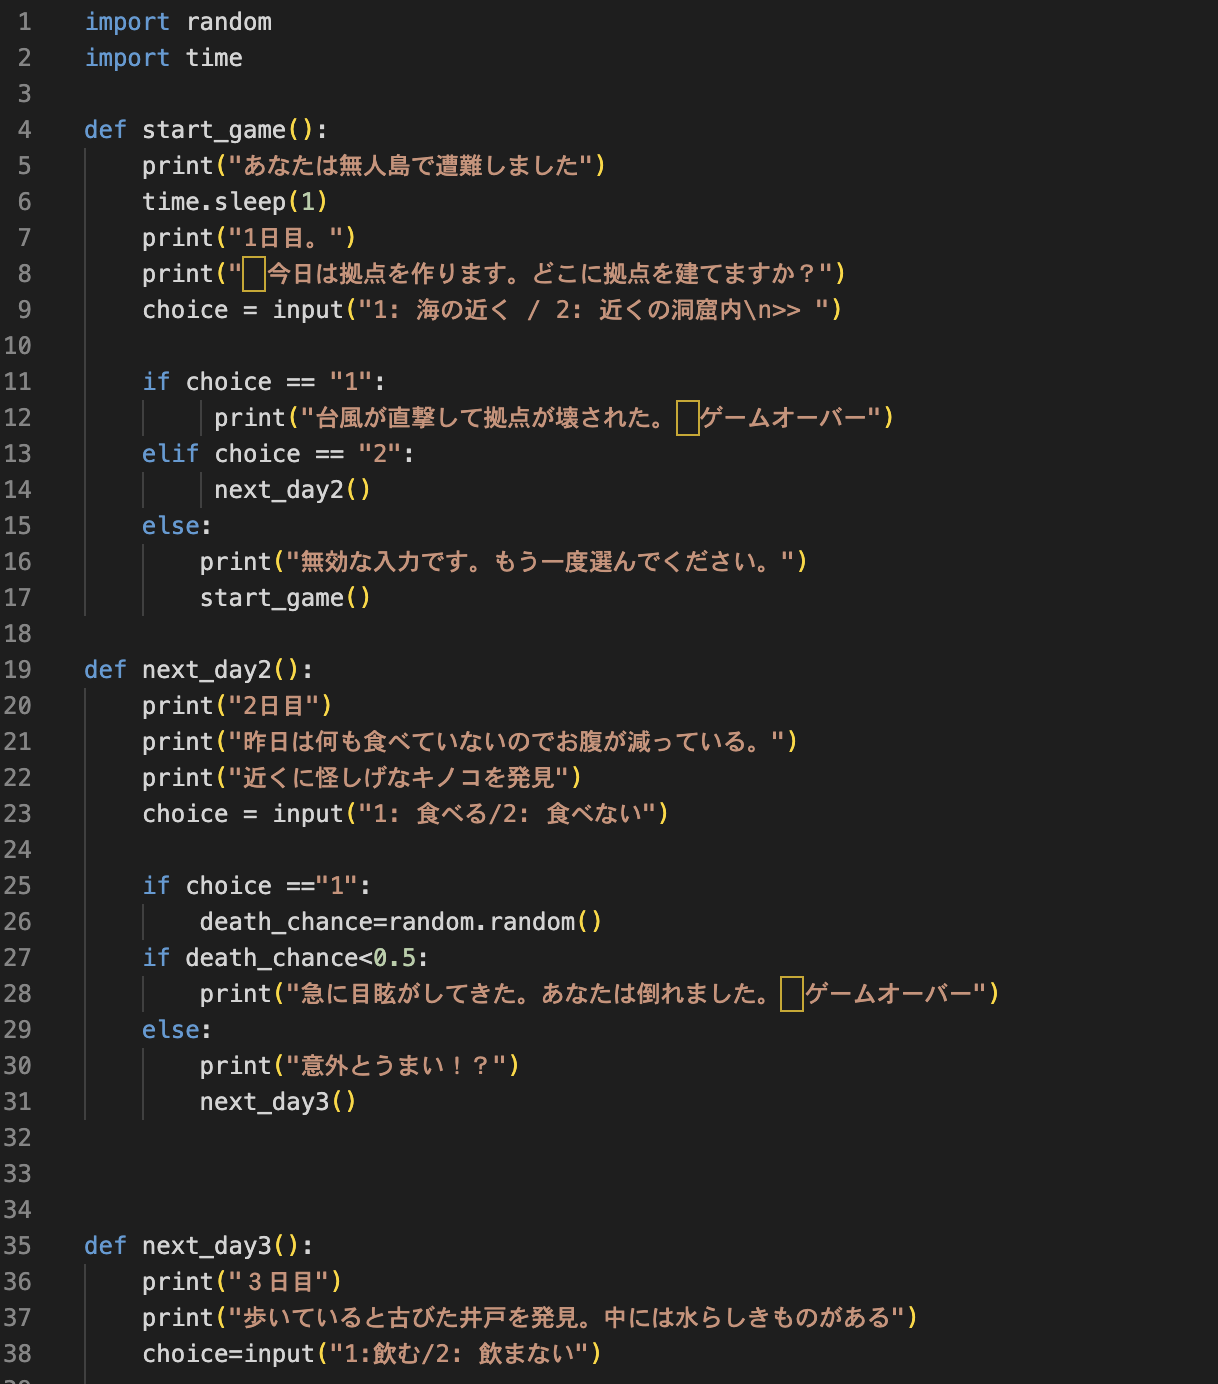 1 import random
2 import time
3
4 def start_game():
5     print("あなたは無人島で遭難しました")
6     time.sleep(1)
7     print("1日目。")
8     print("　今日は拠点を作ります。どこに拠点を建てますか？")
9     choice = input("1: 海の近く / 2: 近くの洞窟内\n>> ")
10
11     if choice == "1":
12          print("台風が直撃して拠点が壊された。　ゲームオーバー")
13     elif choice == "2":
14          next_day2()
15     else:
16         print("無効な入力です。もう一度選んでください。")
17         start_game()
18
19 def next_day2():
20     print("2日目")
21     print("昨日は何も食べていないのでお腹が減っている。")
22     print("近くに怪しげなキノコを発見")
23     choice = input("1: 食べる/2: 食べない")
24
25     if choice =="1":
26         death_chance=random.random()
27     if death_chance<0.5:
28         print("急に目眩がしてきた。あなたは倒れました。　ゲームオーバー")
29     else:
30         print("意外とうまい！？")
31         next_day3()
32
33
34
35 def next_day3():
36     print("３日目")
37     print("歩いていると古びた井戸を発見。中には水らしきものがある")
38     choice=input("1:飲む/2: 飲まない")